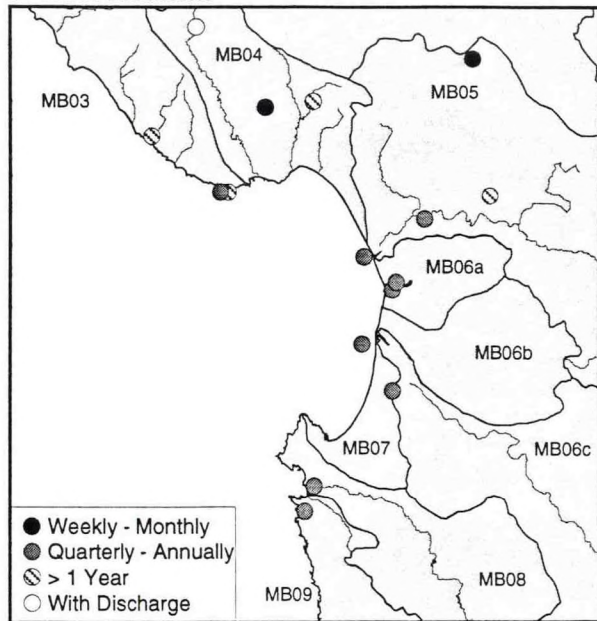 MB04
MB03
MB05
MB06a
MB06b
MB07
MB06c
Weekly - Monthly
Quarterly - Annually
> 1 Year
With Discharge
MB09
MB08